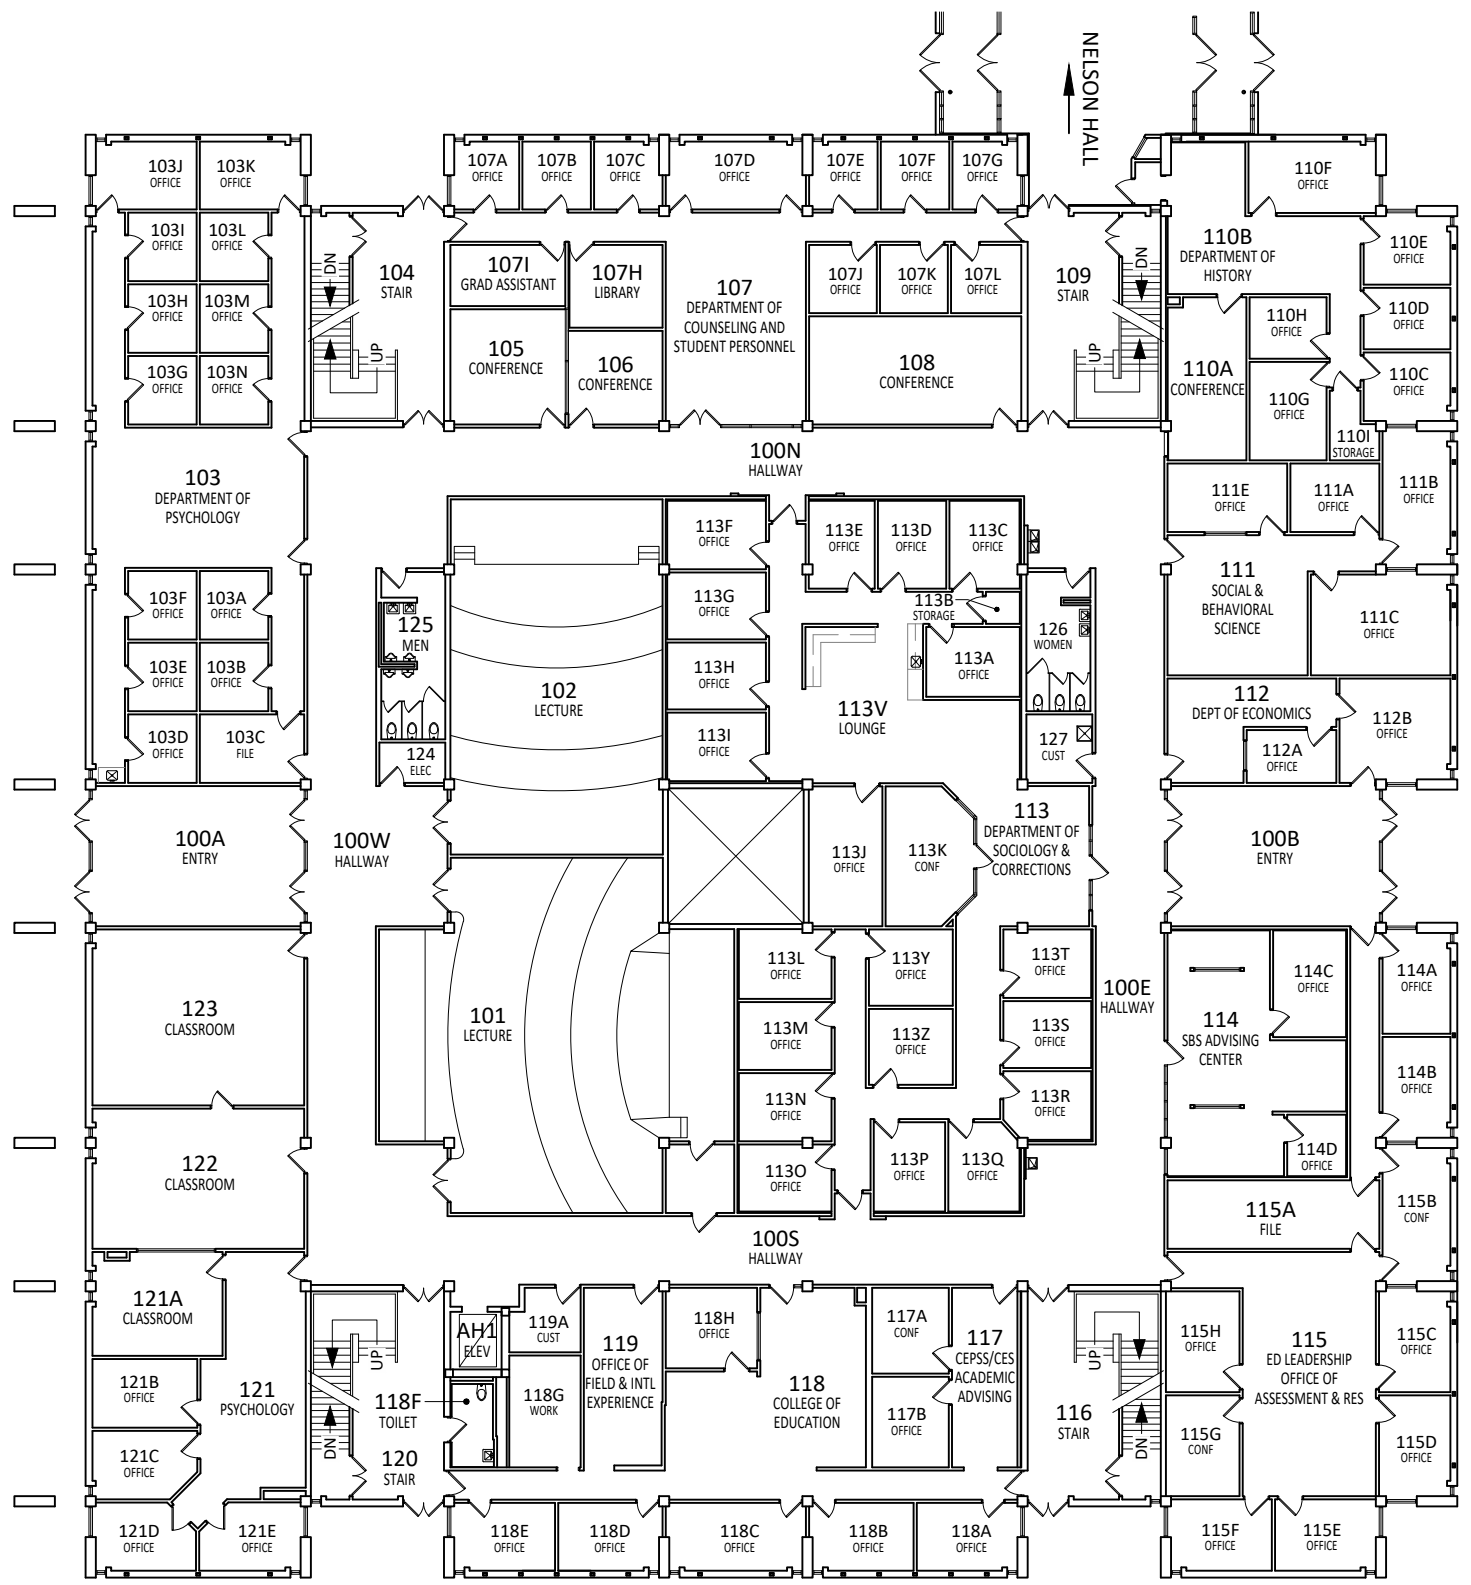 NELSON HALL
103J
OFFICE
103K
OFFICE
107A
OFFICE
107B
OFFICE
107C
OFFICE
107D
OFFICE
107E
OFFICE
107F
OFFICE
107G
OFFICE
110F
OFFICE
103I
OFFICE
103L
OFFICE
103H
OFFICE
103M
OFFICE
103G
OFFICE
103N
OFFICE
DN
UP
104
STAIR
107I
GRAD ASSISTANT
107H
LIBRARY
105
CONFERENCE
106
CONFERENCE
107
DEPARTMENT OF
COUNSELING AND
STUDENT PERSONNEL
107J
OFFICE
107K
OFFICE
107L
OFFICE
108
CONFERENCE
109
STAIR
DN
UP
110B
DEPARTMENT OF
HISTORY
110E
OFFICE
110D
OFFICE
110C
OFFICE
110H
OFFICE
110A
CONFERENCE
110G
OFFICE
110I
STORAGE
100N
HALLWAY
103
DEPARTMENT OF
PSYCHOLOGY
111E
OFFICE
111A
OFFICE
111B
OFFICE
111
SOCIAL &
BEHAVIORAL
SCIENCE
111C
OFFICE
113F
OFFICE
113E
OFFICE
113D
OFFICE
113C
OFFICE
113G
OFFICE
113B
STORAGE
113A
OFFICE
113H
OFFICE
113I
OFFICE
113V
LOUNGE
103F
OFFICE
103A
OFFICE
103E
OFFICE
103B
OFFICE
103D
OFFICE
103C
FILE
125
MEN
124
ELEC
102
LECTURE
126
WOMEN
127
CUST
112
DEPT OF ECONOMICS
112A
OFFICE
112B
OFFICE
100A
ENTRY
100W
HALLWAY
113J
OFFICE
113K
CONF
113
DEPARTMENT OF
SOCIOLOGY &
CORRECTIONS
100B
ENTRY
123
CLASSROOM
101
LECTURE
113L
OFFICE
113Y
OFFICE
113T
OFFICE
113M
OFFICE
113Z
OFFICE
113S
OFFICE
113N
OFFICE
113R
OFFICE
113O
OFFICE
113P
OFFICE
113Q
OFFICE
100E
HALLWAY
114
SBS ADVISING
CENTER
114C
OFFICE
114A
OFFICE
114B
OFFICE
114D
OFFICE
122
CLASSROOM
115A
FILE
115B
CONF
100S
HALLWAY
121A
CLASSROOM
121B
OFFICE
121C
OFFICE
121
PSYCHOLOGY
121D
OFFICE
121E
OFFICE
UP
DN
118F
TOILET
120
STAIR
AH1
ELEV
119A
CUST
118G
WORK
119
OFFICE OF
FIELD & INTL
EXPERIENCE
118H
OFFICE
118
COLLEGE OF
EDUCATION
117A
CONF
117B
OFFICE
117
CEPSS/CES
ACADEMIC
ADVISING
116
STAIR
UP
DN
115H
OFFICE
115G
CONF
115
ED LEADERSHIP
OFFICE OF
ASSESSMENT & RES
115C
OFFICE
115D
OFFICE
118E
OFFICE
118D
OFFICE
118C
OFFICE
118B
OFFICE
118A
OFFICE
115F
OFFICE
115E
OFFICE